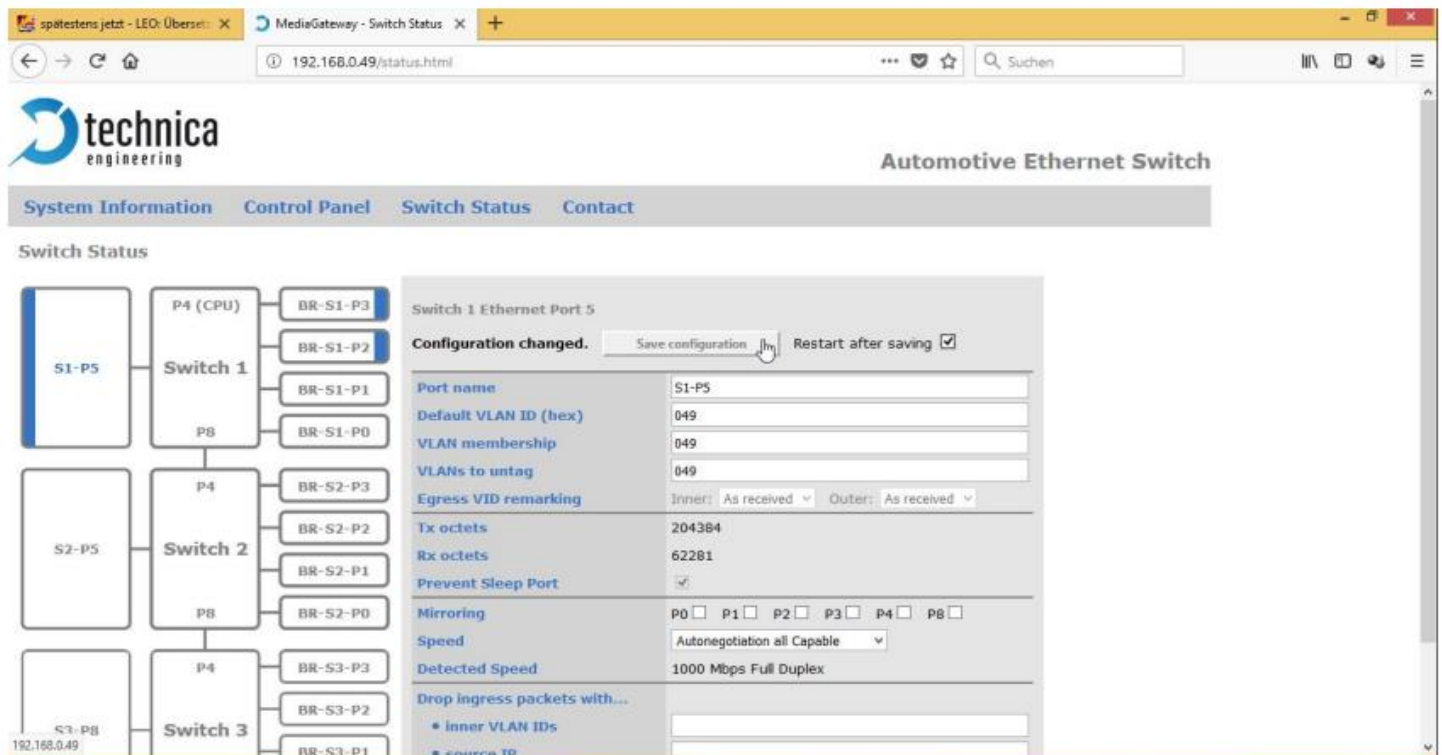 spätestens jetzt - LEO: Überset
MediaGateway - Switch Status
192.168.0.49/status.html
Suchen
technica
engineering
Automotive Ethernet Switch
System Information Control Panel Switch Status Contact
Switch Status
S1-P5
P4 (CPU)
Switch 1
P8
BR-S1-P3
BR-S1-P2
BR-S1-P1
BR-S1-P0
S2-P5
P4
Switch 2
P8
BR-S2-P3
BR-S2-P2
BR-S2-P1
BR-S2-P0
S3-P8
P4
Switch 3
BR-S3-P3
BR-S3-P2
BR-S3-P1
Switch 1 Ethernet Port 5
Configuration changed. Save configuration Restart after saving
Port name S1-P5
Default VLAN ID (hex) 049
VLAN membership 049
VLANs to untag 049
Egress VID remarking Inner: As received Outer: As received
Tx octets 204384
Rx octets 62281
Prevent Sleep Port
Mirroring P0 P1 P2 P3 P4 P8
Speed Autonegotiation all Capable
Detected Speed 1000 Mbps Full Duplex
Drop ingress packets with...
• inner VLAN IDs
• source IP
192.168.0.49